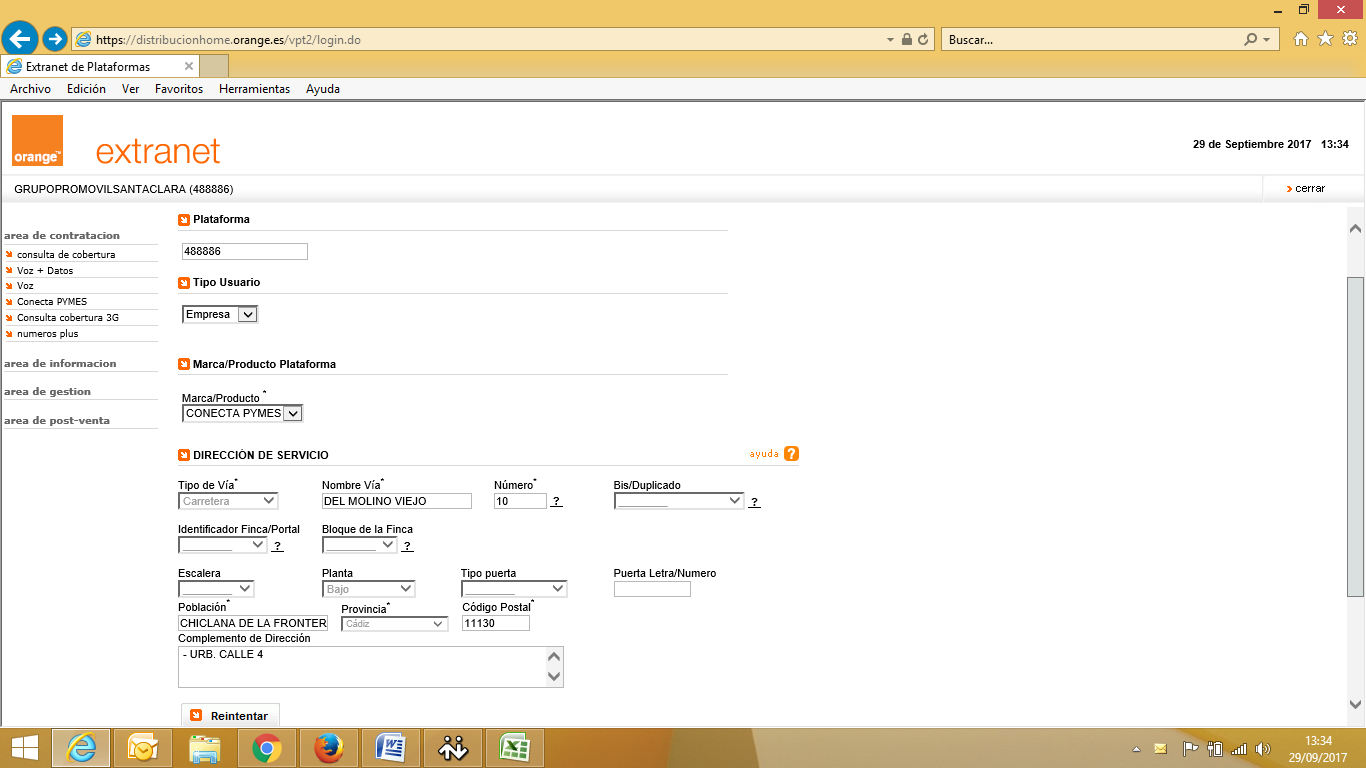 https://distribucionhome.orange.es/vpt2/login.do
Buscar...
Extranet de Plataformas
Archivo Edición Ver Favoritos Herramientas Ayuda
orange™
extranet
29 de Septiembre 2017 13:34
GRUPOPROMOVILSANTACLARA (488886)
cerrar
area de contratacion
consulta de cobertura
Voz + Datos
Voz
Conecta PYMES
Consulta cobertura 3G
numeros plus
area de informacion
area de gestion
area de post-venta
Plataforma
488886
Tipo Usuario
Empresa
Marca/Producto Plataforma
Marca/Producto *
CONECTA PYMES
DIRECCIÓN DE SERVICIO
ayuda ?
Tipo de Vía* Nombre Vía* Número* Bis/Duplicado
Carretera DEL MOLINO VIEJO 10 ? ________ ?
Identificador Finca/Portal Bloque de la Finca
________ ? ________ ?
Escalera Planta Tipo puerta Puerta Letra/Numero
________ Bajo ________
Población* Provincia* Código Postal*
CHICLANA DE LA FRONTER Cádiz 11130
Complemento de Dirección
- URB. CALLE 4
Reintentar
13:34
29/09/2017